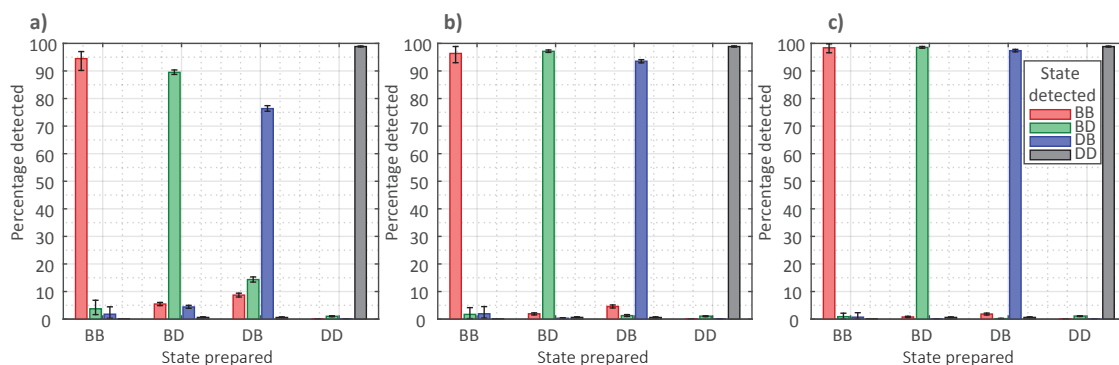 a)
Percentage detected
100
90
80
70
60
50
40
30
20
10
0
BB BD DB DD
State prepared
b)
Percentage detected
100
90
80
70
60
50
40
30
20
10
0
BB BD DB DD
State prepared
c)
Percentage detected
100
90
80
70
60
50
40
30
20
10
0
BB BD DB DD
State prepared
State
detected
BB
BD
DB
DD